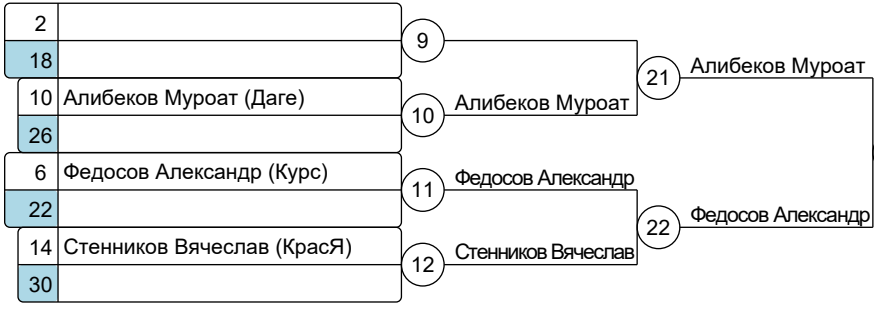 2
18
9
10 Алибеков Муроат (Даге)
26
10
Алибеков Муроат
21
Алибеков Муроат
6 Федосов Александр (Курс)
22
11
Федосов Александр
14 Стенников Вячеслав (КрасЯ)
30
12
Стенников Вячеслав
22
Федосов Александр